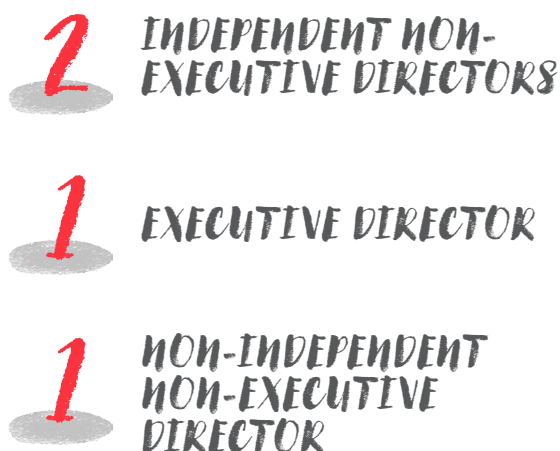 2
INDEPENDENT NON-
EXECUTIVE DIRECTORS
1
EXECUTIVE DIRECTOR
1
NON-INDEPENDENT
NON-EXECUTIVE
DIRECTOR